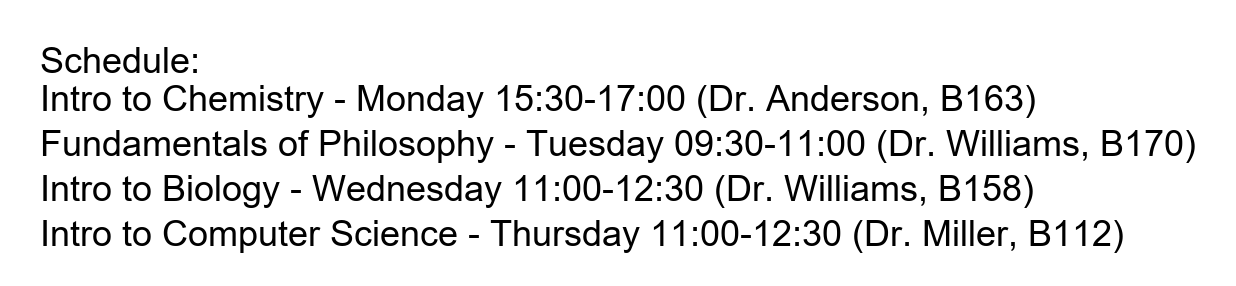 Schedule:
Intro to Chemistry - Monday 15:30-17:00 (Dr. Anderson, B163)
Fundamentals of Philosophy - Tuesday 09:30-11:00 (Dr. Williams, B170)
Intro to Biology - Wednesday 11:00-12:30 (Dr. Williams, B158)
Intro to Computer Science - Thursday 11:00-12:30 (Dr. Miller, B112)